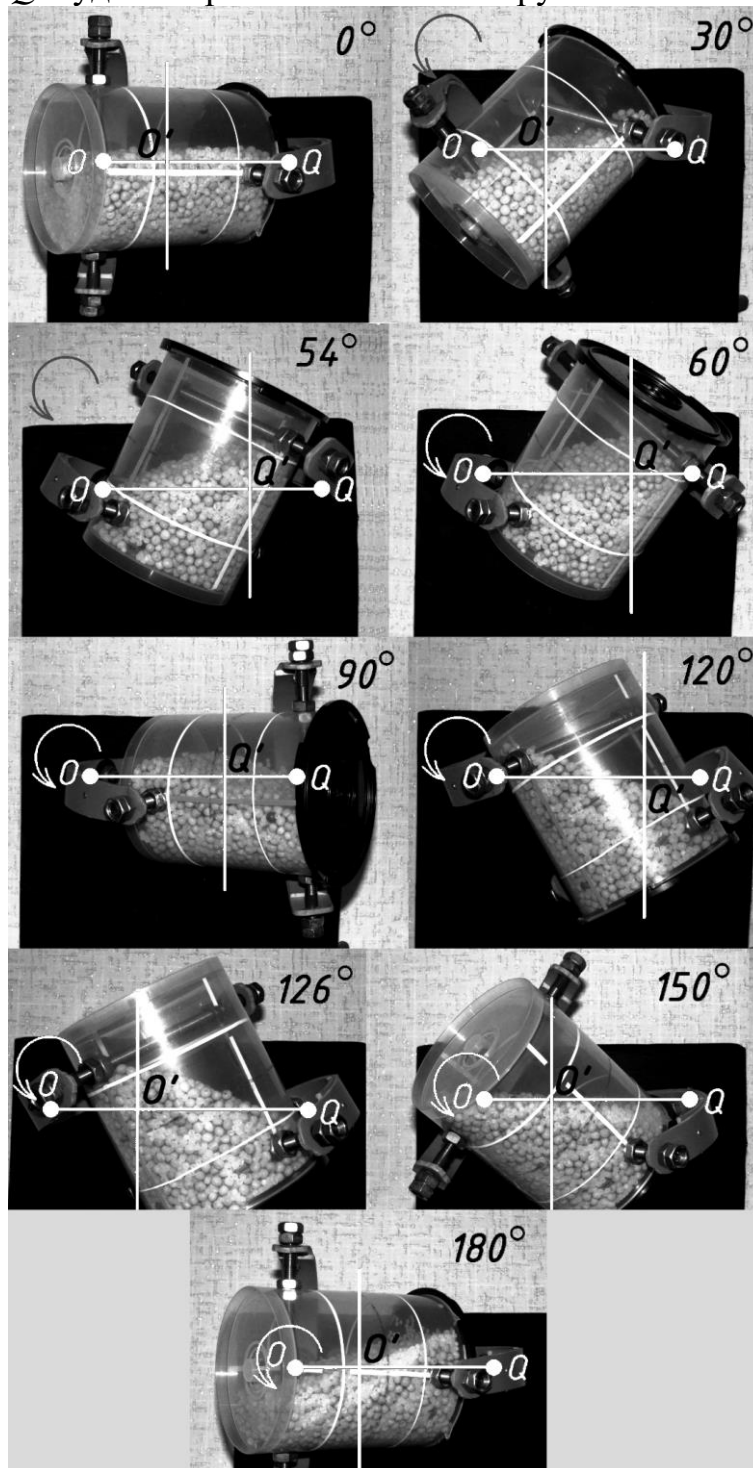 0°
O O' Q
30°
O O' Q
54°
O Q' Q
60°
O Q' Q
90°
O Q' Q
120°
O Q' Q
126°
O O' Q
150°
O O' Q
180°
O O' Q